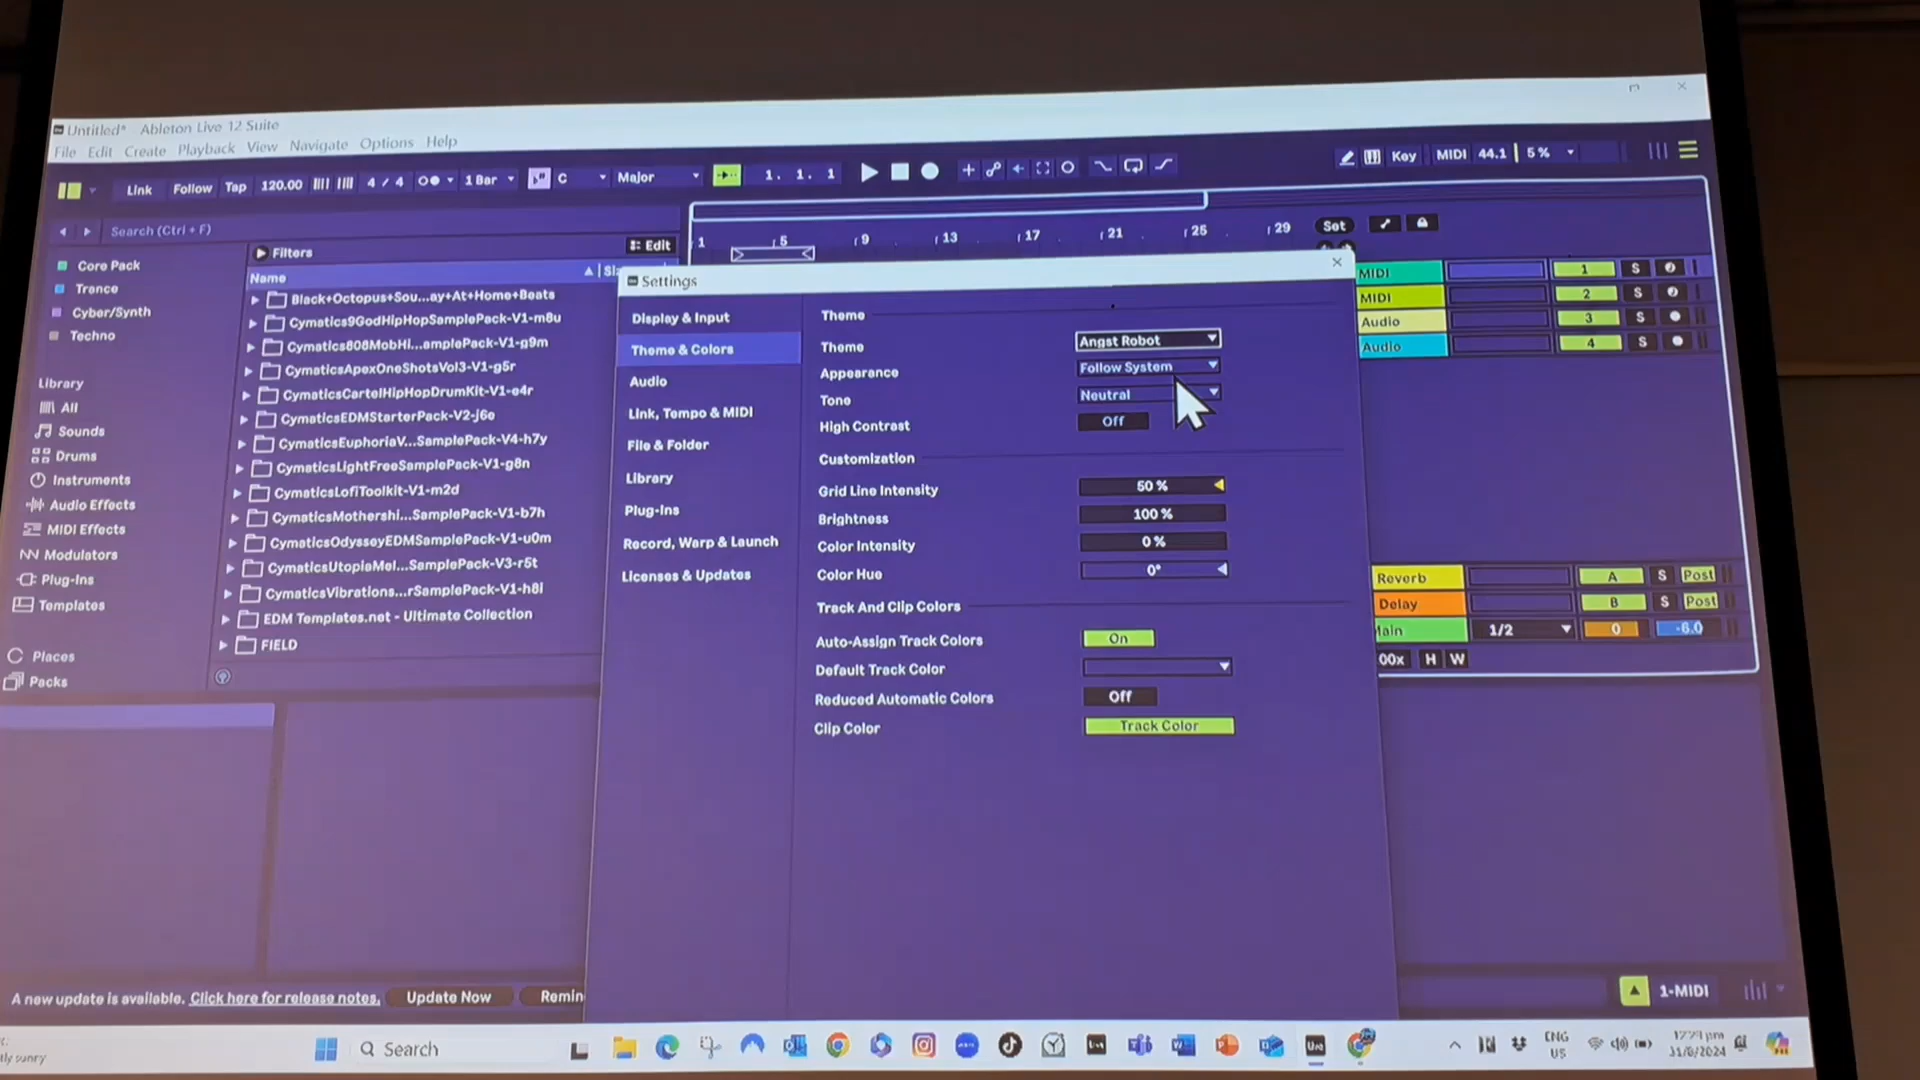 Untitled* Ableton Live 12 Suite
File Edit Create Playback View Navigate Options Help
Link Follow Tap 120.00 4 / 4 1 Bar C Major 1. 1. 1 Key MIDI 44.1 5 %
Search (Ctrl + F)
1 5 9 13 17 21 25 29 Set
Filters Edit
Name
Core Pack
Trance
Cyber/Synth
Techno
Library
All
Sounds
Drums
Instruments
Audio Effects
MIDI Effects
Modulators
Plug-Ins
Templates
Places
Packs
Black+Octopus+Sou...ay+At+Home+Beats
Cymatics9GodHipHopSamplePack-V1-m8u
Cymatics808MobHi...amplePack-V1-g9m
CymaticsApexOneShotsVol3-V1-g5r
CymaticsCartelHipHopDrumKit-V1-e4r
CymaticsEDMStarterPack-V2-j6e
CymaticsEuphoriaV...SamplePack-V4-h7y
CymaticsLightFreeSamplePack-V1-g8n
CymaticsLofiToolkit-V1-m2d
CymaticsMothershi...SamplePack-V1-b7h
CymaticsOdysseyEDMSamplePack-V1-u0m
CymaticsUtopiaMel...SamplePack-V3-r5t
CymaticsVibrations...rSamplePack-V1-h8l
EDM Templates.net - Ultimate Collection
FIELD
Settings
Display & Input
Theme & Colors
Audio
Link, Tempo & MIDI
File & Folder
Library
Plug-Ins
Record, Warp & Launch
Licenses & Updates
Theme
Theme Angst Robot
Appearance Follow System
Tone Neutral
High Contrast Off
Customization
Grid Line Intensity 50 %
Brightness 100 %
Color Intensity 0 %
Color Hue 0°
Track And Clip Colors
Auto-Assign Track Colors On
Default Track Color
Reduced Automatic Colors Off
Clip Color Track Color
MIDI 1 S
MIDI 2 S
Audio 3 S
Audio 4 S
Reverb A S Post
Delay B S Post
Main 1/2 0 -6.0
00x H W
A new update is available. Click here for release notes. Update Now Remin
1-MIDI
Search
ENG
US
31/8/2024